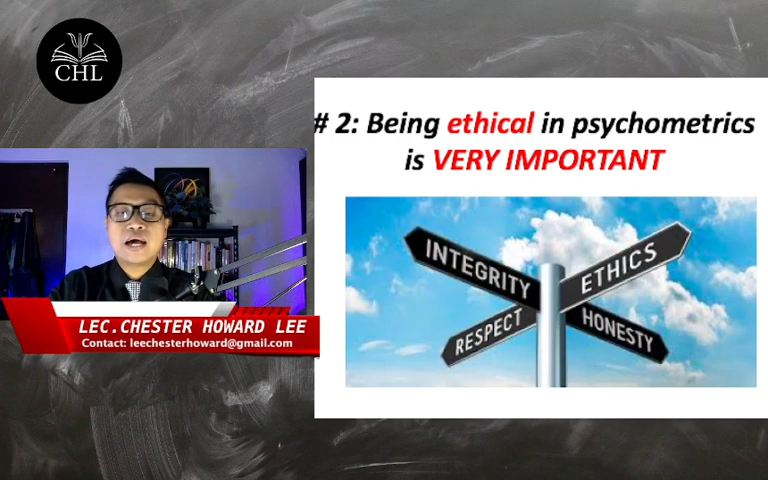 CHL
# 2: Being ethical in psychometrics
is VERY IMPORTANT
INTEGRITY
ETHICS
RESPECT
HONESTY
LEC.CHESTER HOWARD LEE
Contact: leechesterhoward@gmail.com